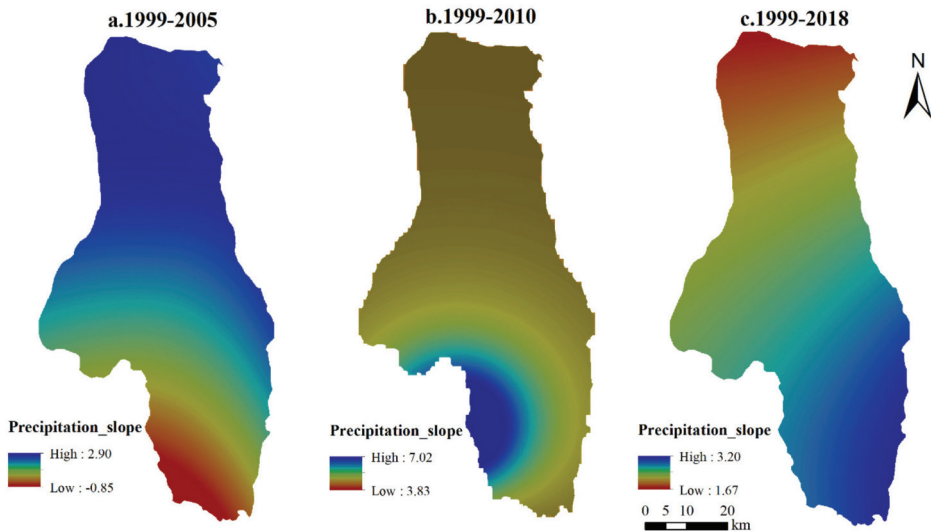 a.1999-2005
b.1999-2010
c.1999-2018
N
Precipitation_slope
High : 2.90
Low : -0.85
Precipitation_slope
High : 7.02
Low : 3.83
Precipitation_slope
High : 3.20
Low : 1.67
0 5 10 20
km